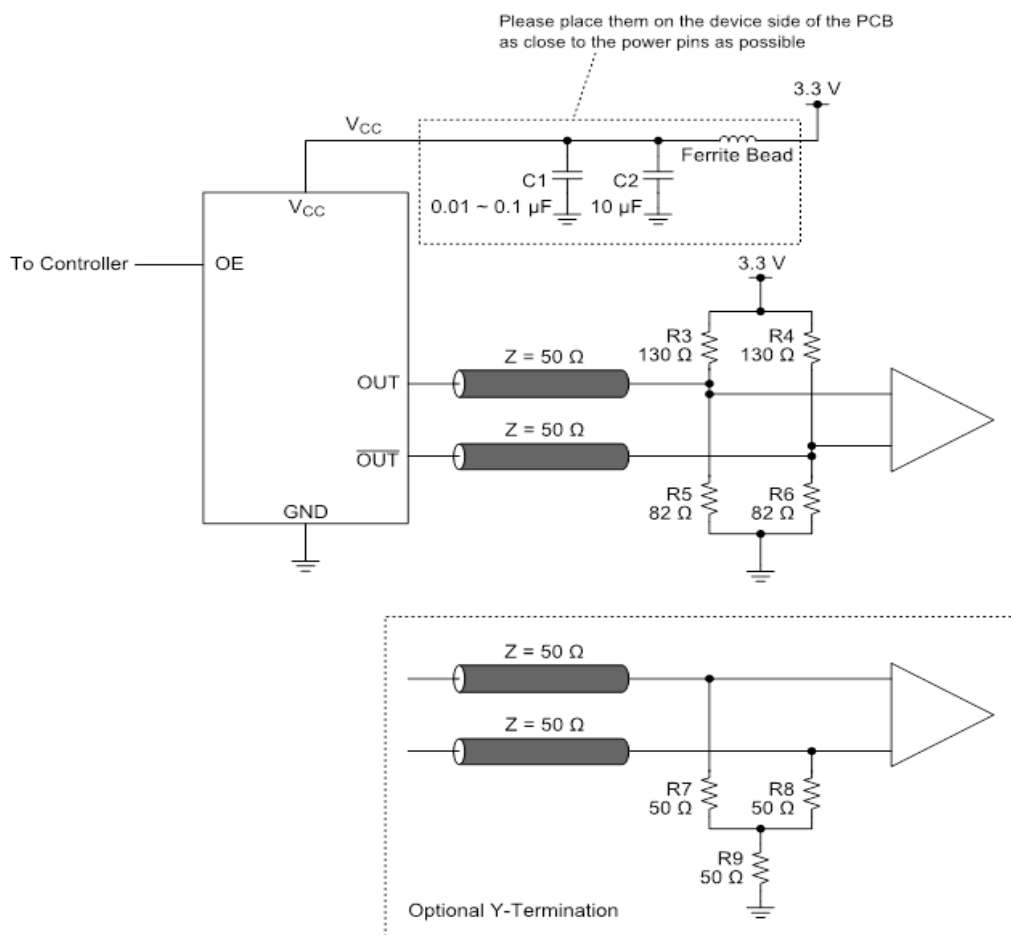 Please place them on the device side of the PCB
as close to the power pins as possible
3.3 V
VCC
Ferrite Bead
C1
0.01 ~ 0.1 µF
C2
10 µF
VCC
To Controller
OE
3.3 V
R3
130 Ω
R4
130 Ω
Z = 50 Ω
OUT
Z = 50 Ω
OUT
R5
82 Ω
R6
82 Ω
GND
Z = 50 Ω
Z = 50 Ω
R7
50 Ω
R8
50 Ω
R9
50 Ω
Optional Y-Termination